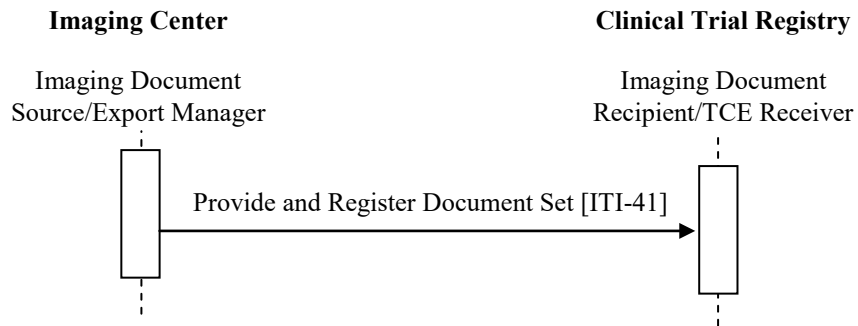 Imaging Center
Clinical Trial Registry
Imaging Document
Source/Export Manager
Imaging Document
Recipient/TCE Receiver
Provide and Register Document Set [ITI-41]